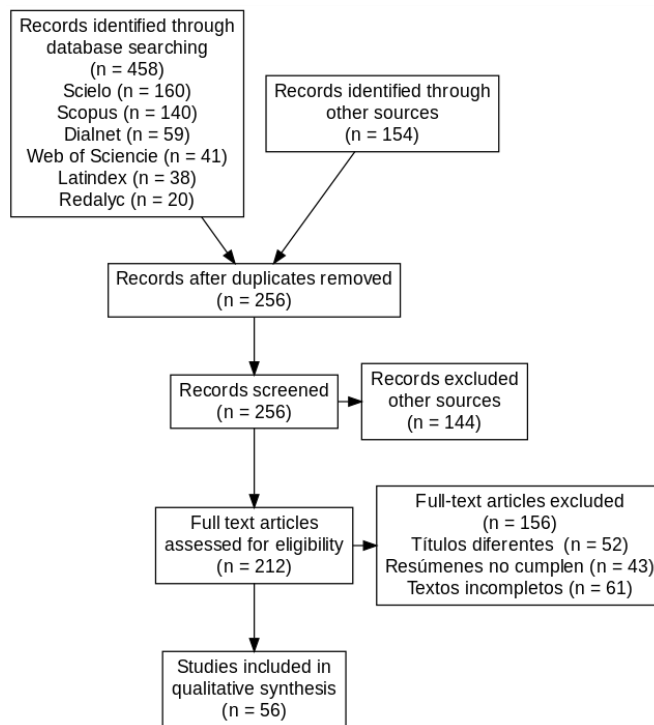 Records identified through
database searching
(n = 458)
Scielo (n = 160)
Scopus (n = 140)
Dialnet (n = 59)
Web of Sciencie (n = 41)
Latindex (n = 38)
Redalyc (n = 20)
Records identified through
other sources
(n = 154)
Records after duplicates removed
(n = 256)
Records screened
(n = 256)
Records excluded
other sources
(n = 144)
Full text articles
assessed for eligibility
(n = 212)
Full-text articles excluded
(n = 156)
Títulos diferentes (n = 52)
Resúmenes no cumplen (n = 43)
Textos incompletos (n = 61)
Studies included in
qualitative synthesis
(n = 56)